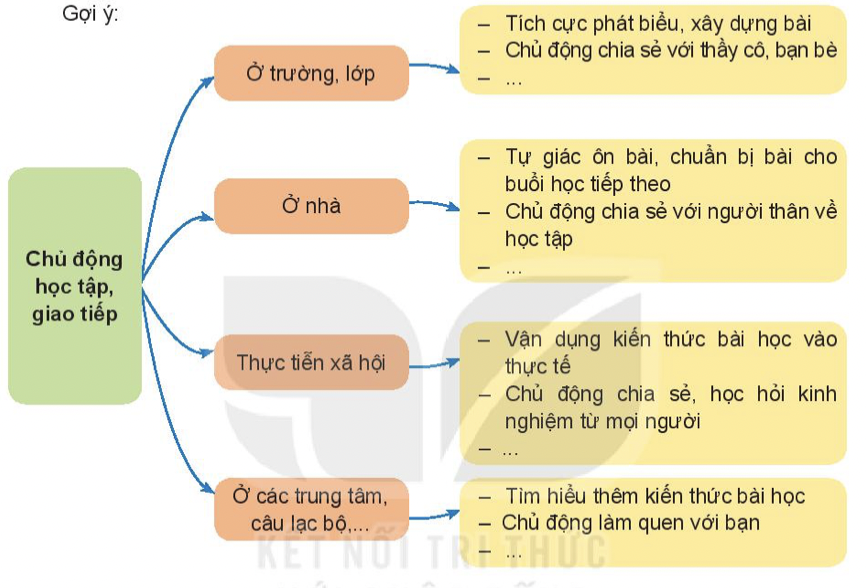 Gợi ý:
Chủ động
học tập,
giao tiếp
Ở trường, lớp
– Tích cực phát biểu, xây dựng bài
– Chủ động chia sẻ với thầy cô, bạn bè
– ...
Ở nhà
– Tự giác ôn bài, chuẩn bị bài cho
buổi học tiếp theo
– Chủ động chia sẻ với người thân về
học tập
– ...
Thực tiễn xã hội
– Vận dụng kiến thức bài học vào
thực tế
– Chủ động chia sẻ, học hỏi kinh
nghiệm từ mọi người
– ...
Ở các trung tâm,
câu lạc bộ,...
– Tìm hiểu thêm kiến thức bài học
– Chủ động làm quen với bạn
– ...
KẾT NỐI TRI THỨC